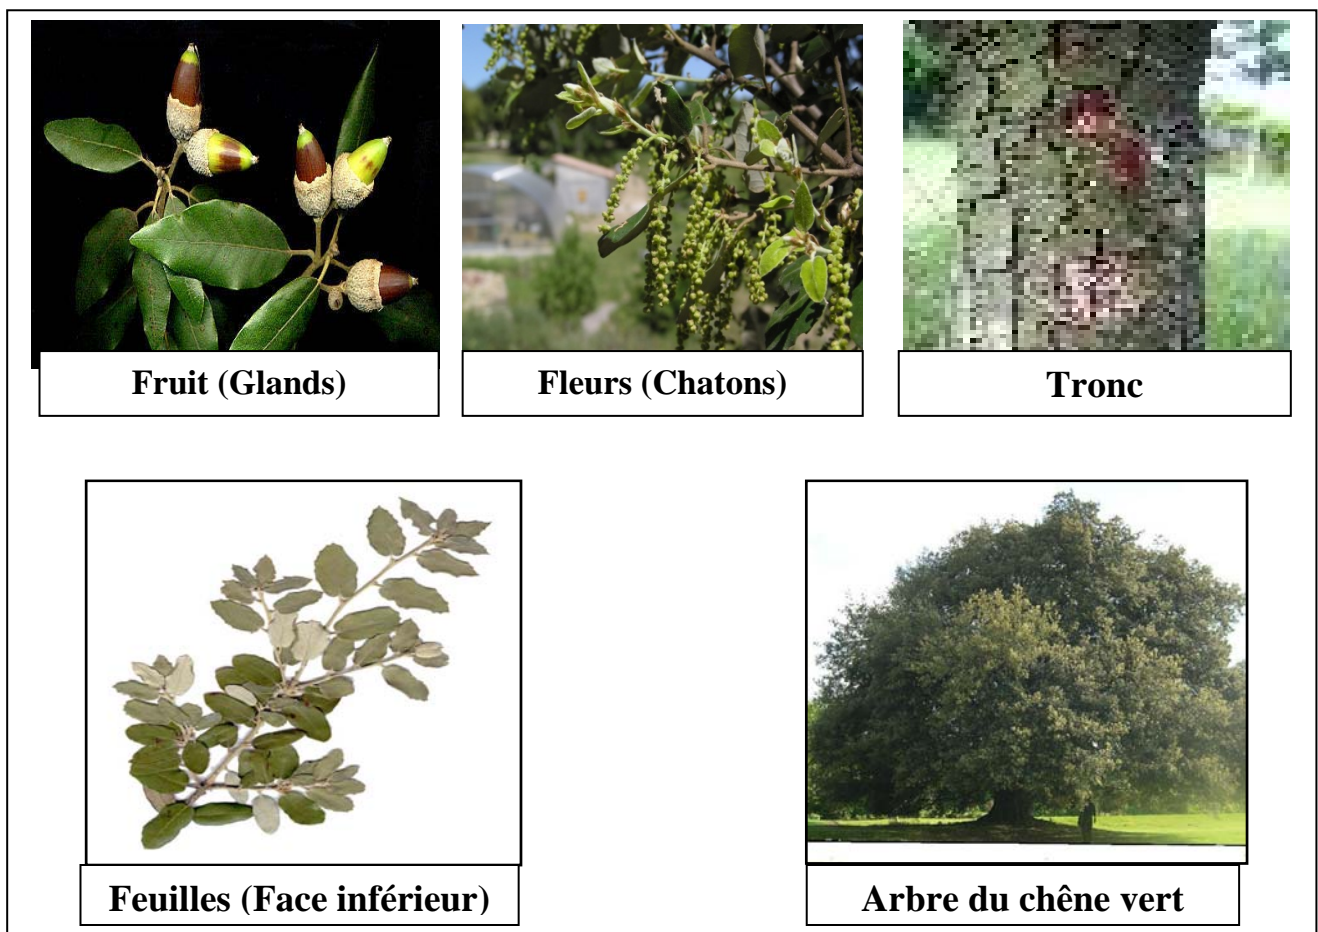 Fruit (Glands)
Fleurs (Chatons)
Tronc
Feuilles (Face inférieur)
Arbre du chêne vert